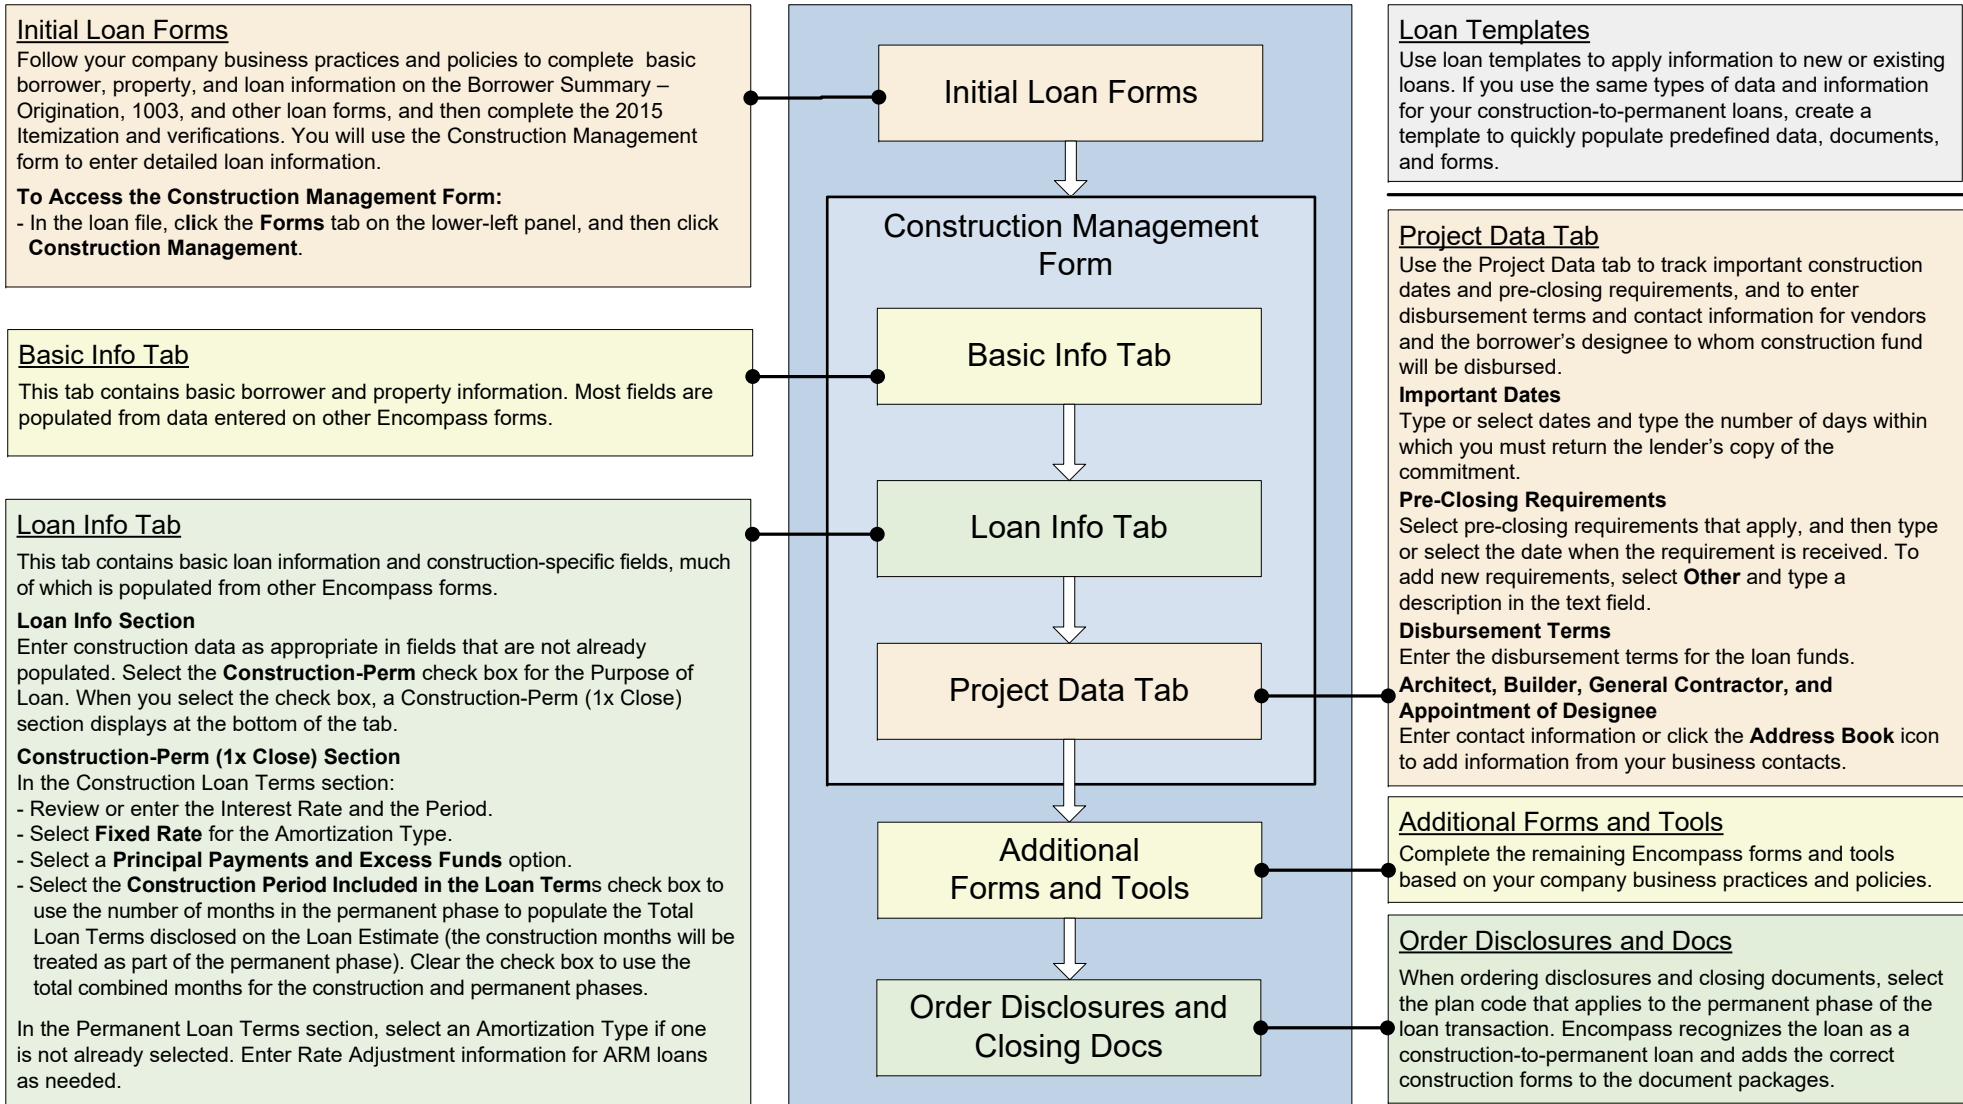 Initial Loan Forms
Follow your company business practices and policies to complete  basic
borrower, property, and loan information on the Borrower Summary –
Origination, 1003, and other loan forms, and then complete the 2015
Itemization and verifications. You will use the Construction Management
form to enter detailed loan information.
To Access the Construction Management Form:
- In the loan file, click the Forms tab on the lower-left panel, and then click
Construction Management.
Basic Info Tab
This tab contains basic borrower and property information. Most fields are
populated from data entered on other Encompass forms.
Loan Info Tab
This tab contains basic loan information and construction-specific fields, much
of which is populated from other Encompass forms.
Loan Info Section
Enter construction data as appropriate in fields that are not already
populated. Select the Construction-Perm check box for the Purpose of
Loan. When you select the check box, a Construction-Perm (1x Close)
section displays at the bottom of the tab.
Construction-Perm (1x Close) Section
In the Construction Loan Terms section:
- Review or enter the Interest Rate and the Period.
- Select Fixed Rate for the Amortization Type.
- Select a Principal Payments and Excess Funds option.
- Select the Construction Period Included in the Loan Terms check box to
use the number of months in the permanent phase to populate the Total
Loan Terms disclosed on the Loan Estimate (the construction months will be
treated as part of the permanent phase). Clear the check box to use the
total combined months for the construction and permanent phases.
In the Permanent Loan Terms section, select an Amortization Type if one
is not already selected. Enter Rate Adjustment information for ARM loans
as needed.
Initial Loan Forms
Construction Management
Form
Basic Info Tab
Loan Info Tab
Project Data Tab
Additional
Forms and Tools
Order Disclosures and
Closing Docs
Loan Templates
Use loan templates to apply information to new or existing
loans. If you use the same types of data and information
for your construction-to-permanent loans, create a
template to quickly populate predefined data, documents,
and forms.
Project Data Tab
Use the Project Data tab to track important construction
dates and pre-closing requirements, and to enter
disbursement terms and contact information for vendors
and the borrower’s designee to whom construction fund
will be disbursed.
Important Dates
Type or select dates and type the number of days within
which you must return the lender’s copy of the
commitment.
Pre-Closing Requirements
Select pre-closing requirements that apply, and then type
or select the date when the requirement is received. To
add new requirements, select Other and type a
description in the text field.
Disbursement Terms
Enter the disbursement terms for the loan funds.
Architect, Builder, General Contractor, and
Appointment of Designee
Enter contact information or click the Address Book icon
to add information from your business contacts.
Additional Forms and Tools
Complete the remaining Encompass forms and tools
based on your company business practices and policies.
Order Disclosures and Docs
When ordering disclosures and closing documents, select
the plan code that applies to the permanent phase of the
loan transaction. Encompass recognizes the loan as a
construction-to-permanent loan and adds the correct
construction forms to the document packages.